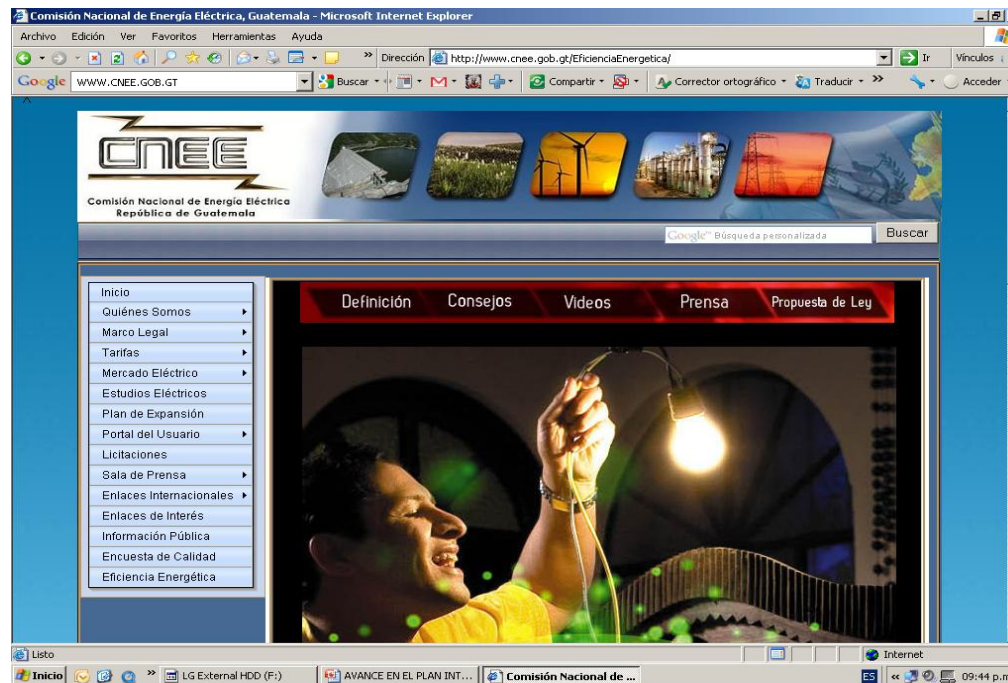 Comisión Nacional de Energía Eléctrica, Guatemala - Microsoft Internet Explorer
Archivo Edición Ver Favoritos Herramientas Ayuda
» Dirección http://www.cnee.gob.gt/EficienciaEnergetica/ Ir Vínculos
Google WWW.CNEE.GOB.GT Buscar Compartir Corrector ortográfico Traducir » Acceder
CNEE
Comisión Nacional de Energía Eléctrica
República de Guatemala
Google™ Búsqueda personalizada Buscar
Inicio
Quiénes Somos
Marco Legal
Tarifas
Mercado Eléctrico
Estudios Eléctricos
Plan de Expansión
Portal del Usuario
Licitaciones
Sala de Prensa
Enlaces Internacionales
Enlaces de Interés
Información Pública
Encuesta de Calidad
Eficiencia Energética
Definición Consejos Videos Prensa Propuesta de Ley
Listo Internet
Inicio » LG External HDD (F:) AVANCE EN EL PLAN INT... Comisión Nacional de ... ES « 09:44 p.m.